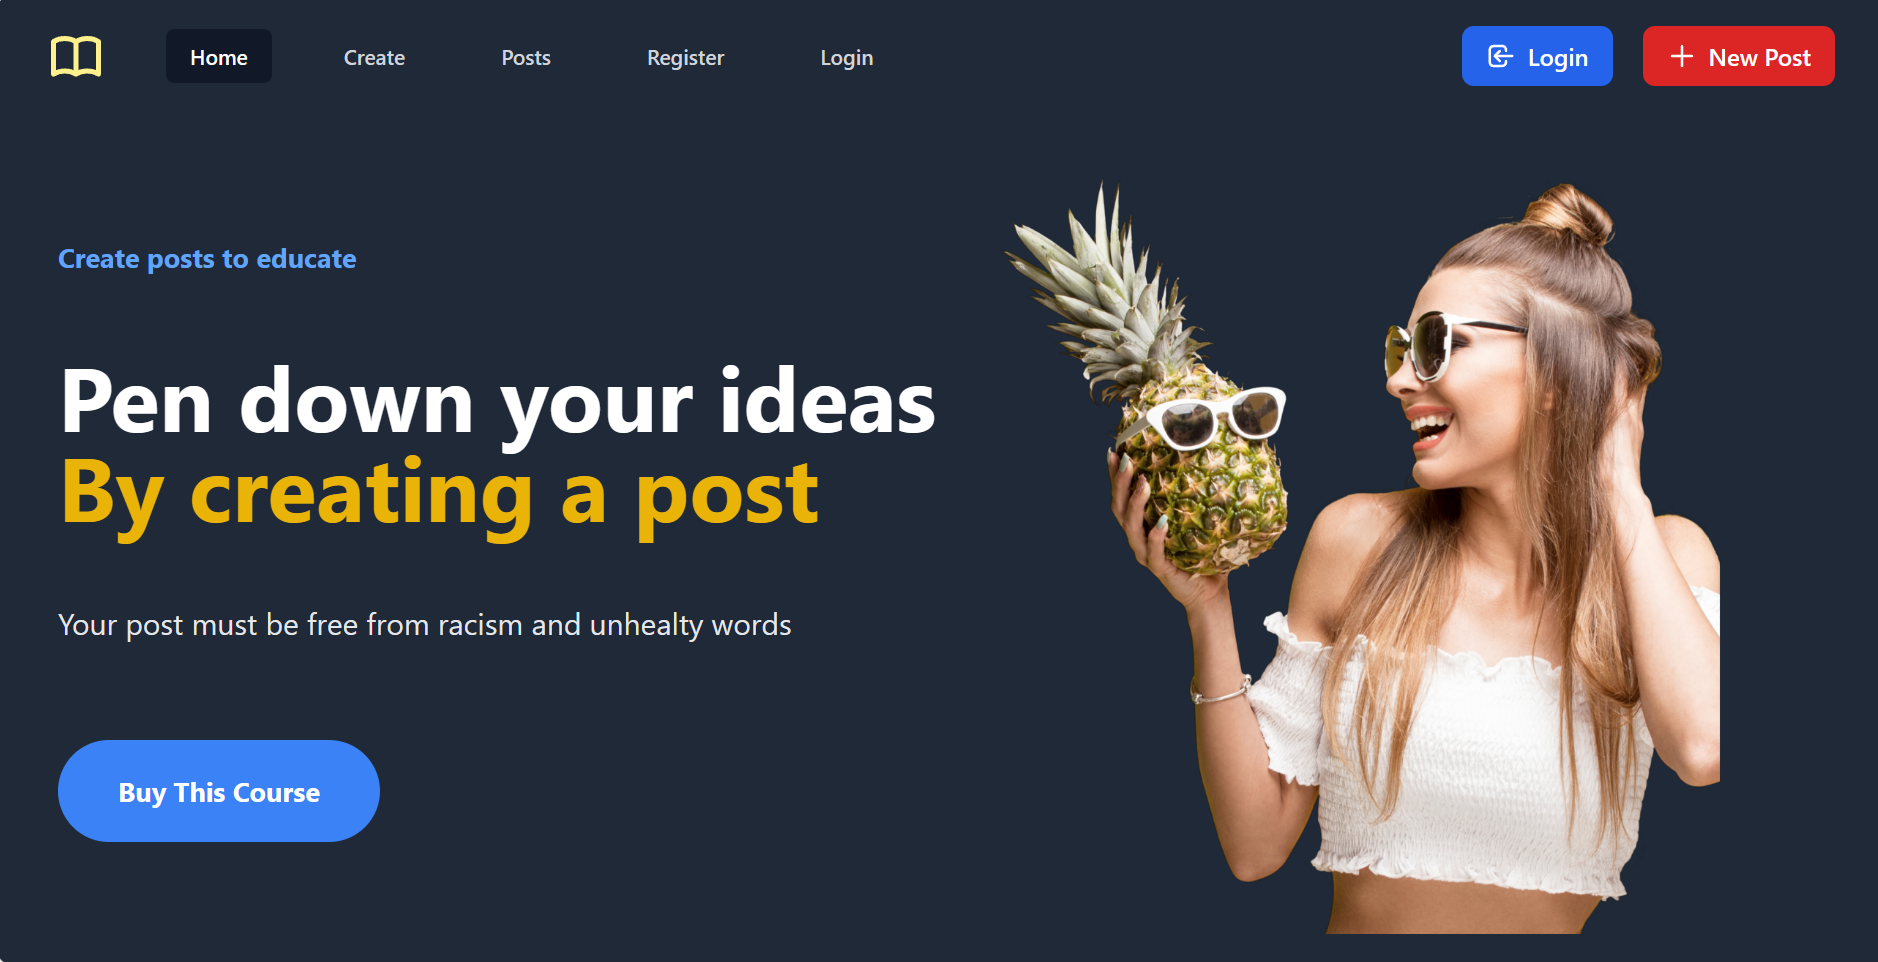 Home
Create
Posts
Register
Login
Login
New Post
Create posts to educate
Pen down your ideas
By creating a post
Your post must be free from racism and unhealty words
Buy This Course